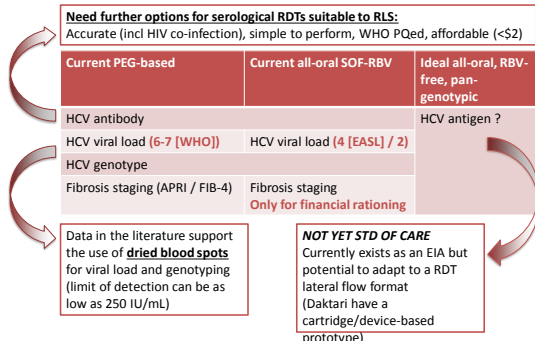 Need further options for serological RDTs suitable to RLS:
Accurate (incl HIV co-infection), simple to perform, WHO PQed, affordable (<$2)
Current PEG-based
Current all-oral SOF-RBV
Ideal all-oral, RBV-
free, pan-
genotypic
HCV antibody
HCV antigen ?
HCV viral load (6-7 [WHO])
HCV viral load (4 [EASL] / 2)
HCV genotype
Fibrosis staging (APRI / FIB-4)
Fibrosis staging
Only for financial rationing
Data in the literature support
the use of dried blood spots
for viral load and genotyping
(limit of detection can be as
low as 250 IU/mL)
NOT YET STD OF CARE
Currently exists as an EIA but
potential to adapt to a RDT
lateral flow format
(Daktari have a
cartridge/device-based
prototype)